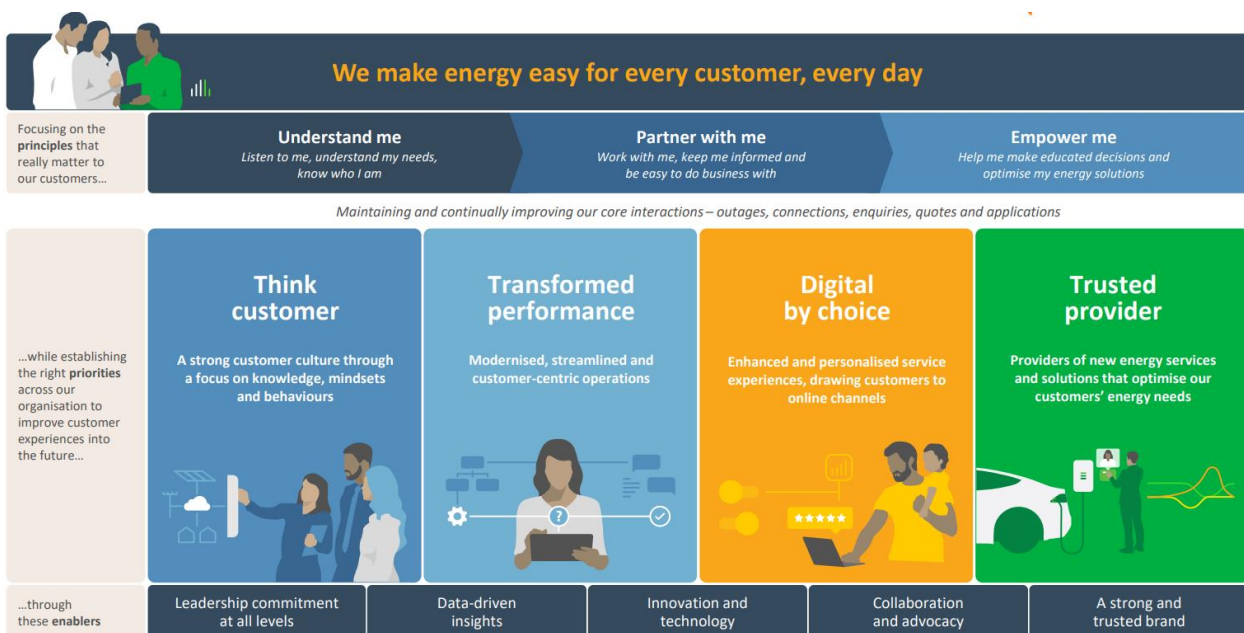 We make energy easy for every customer, every day
Focusing on the
principles that
really matter to
our customers...
Understand me
Listen to me, understand my needs,
know who I am
Partner with me
Work with me, keep me informed and
be easy to do business with
Empower me
Help me make educated decisions and
optimise my energy solutions
Maintaining and continually improving our core interactions – outages, connections, enquiries, quotes and applications
...while establishing
the right priorities
across our
organisation to
improve customer
experiences into
the future...
Think
customer
A strong customer culture through
a focus on knowledge, mindsets
and behaviours
Transformed
performance
Modernised, streamlined and
customer-centric operations
?
Digital
by choice
Enhanced and personalised service
experiences, drawing customers to
online channels
Trusted
provider
Providers of new energy services
and solutions that optimise our
customers' energy needs
...through
these enablers
Leadership commitment
at all levels
Data-driven
insights
Innovation and
technology
Collaboration
and advocacy
A strong and
trusted brand